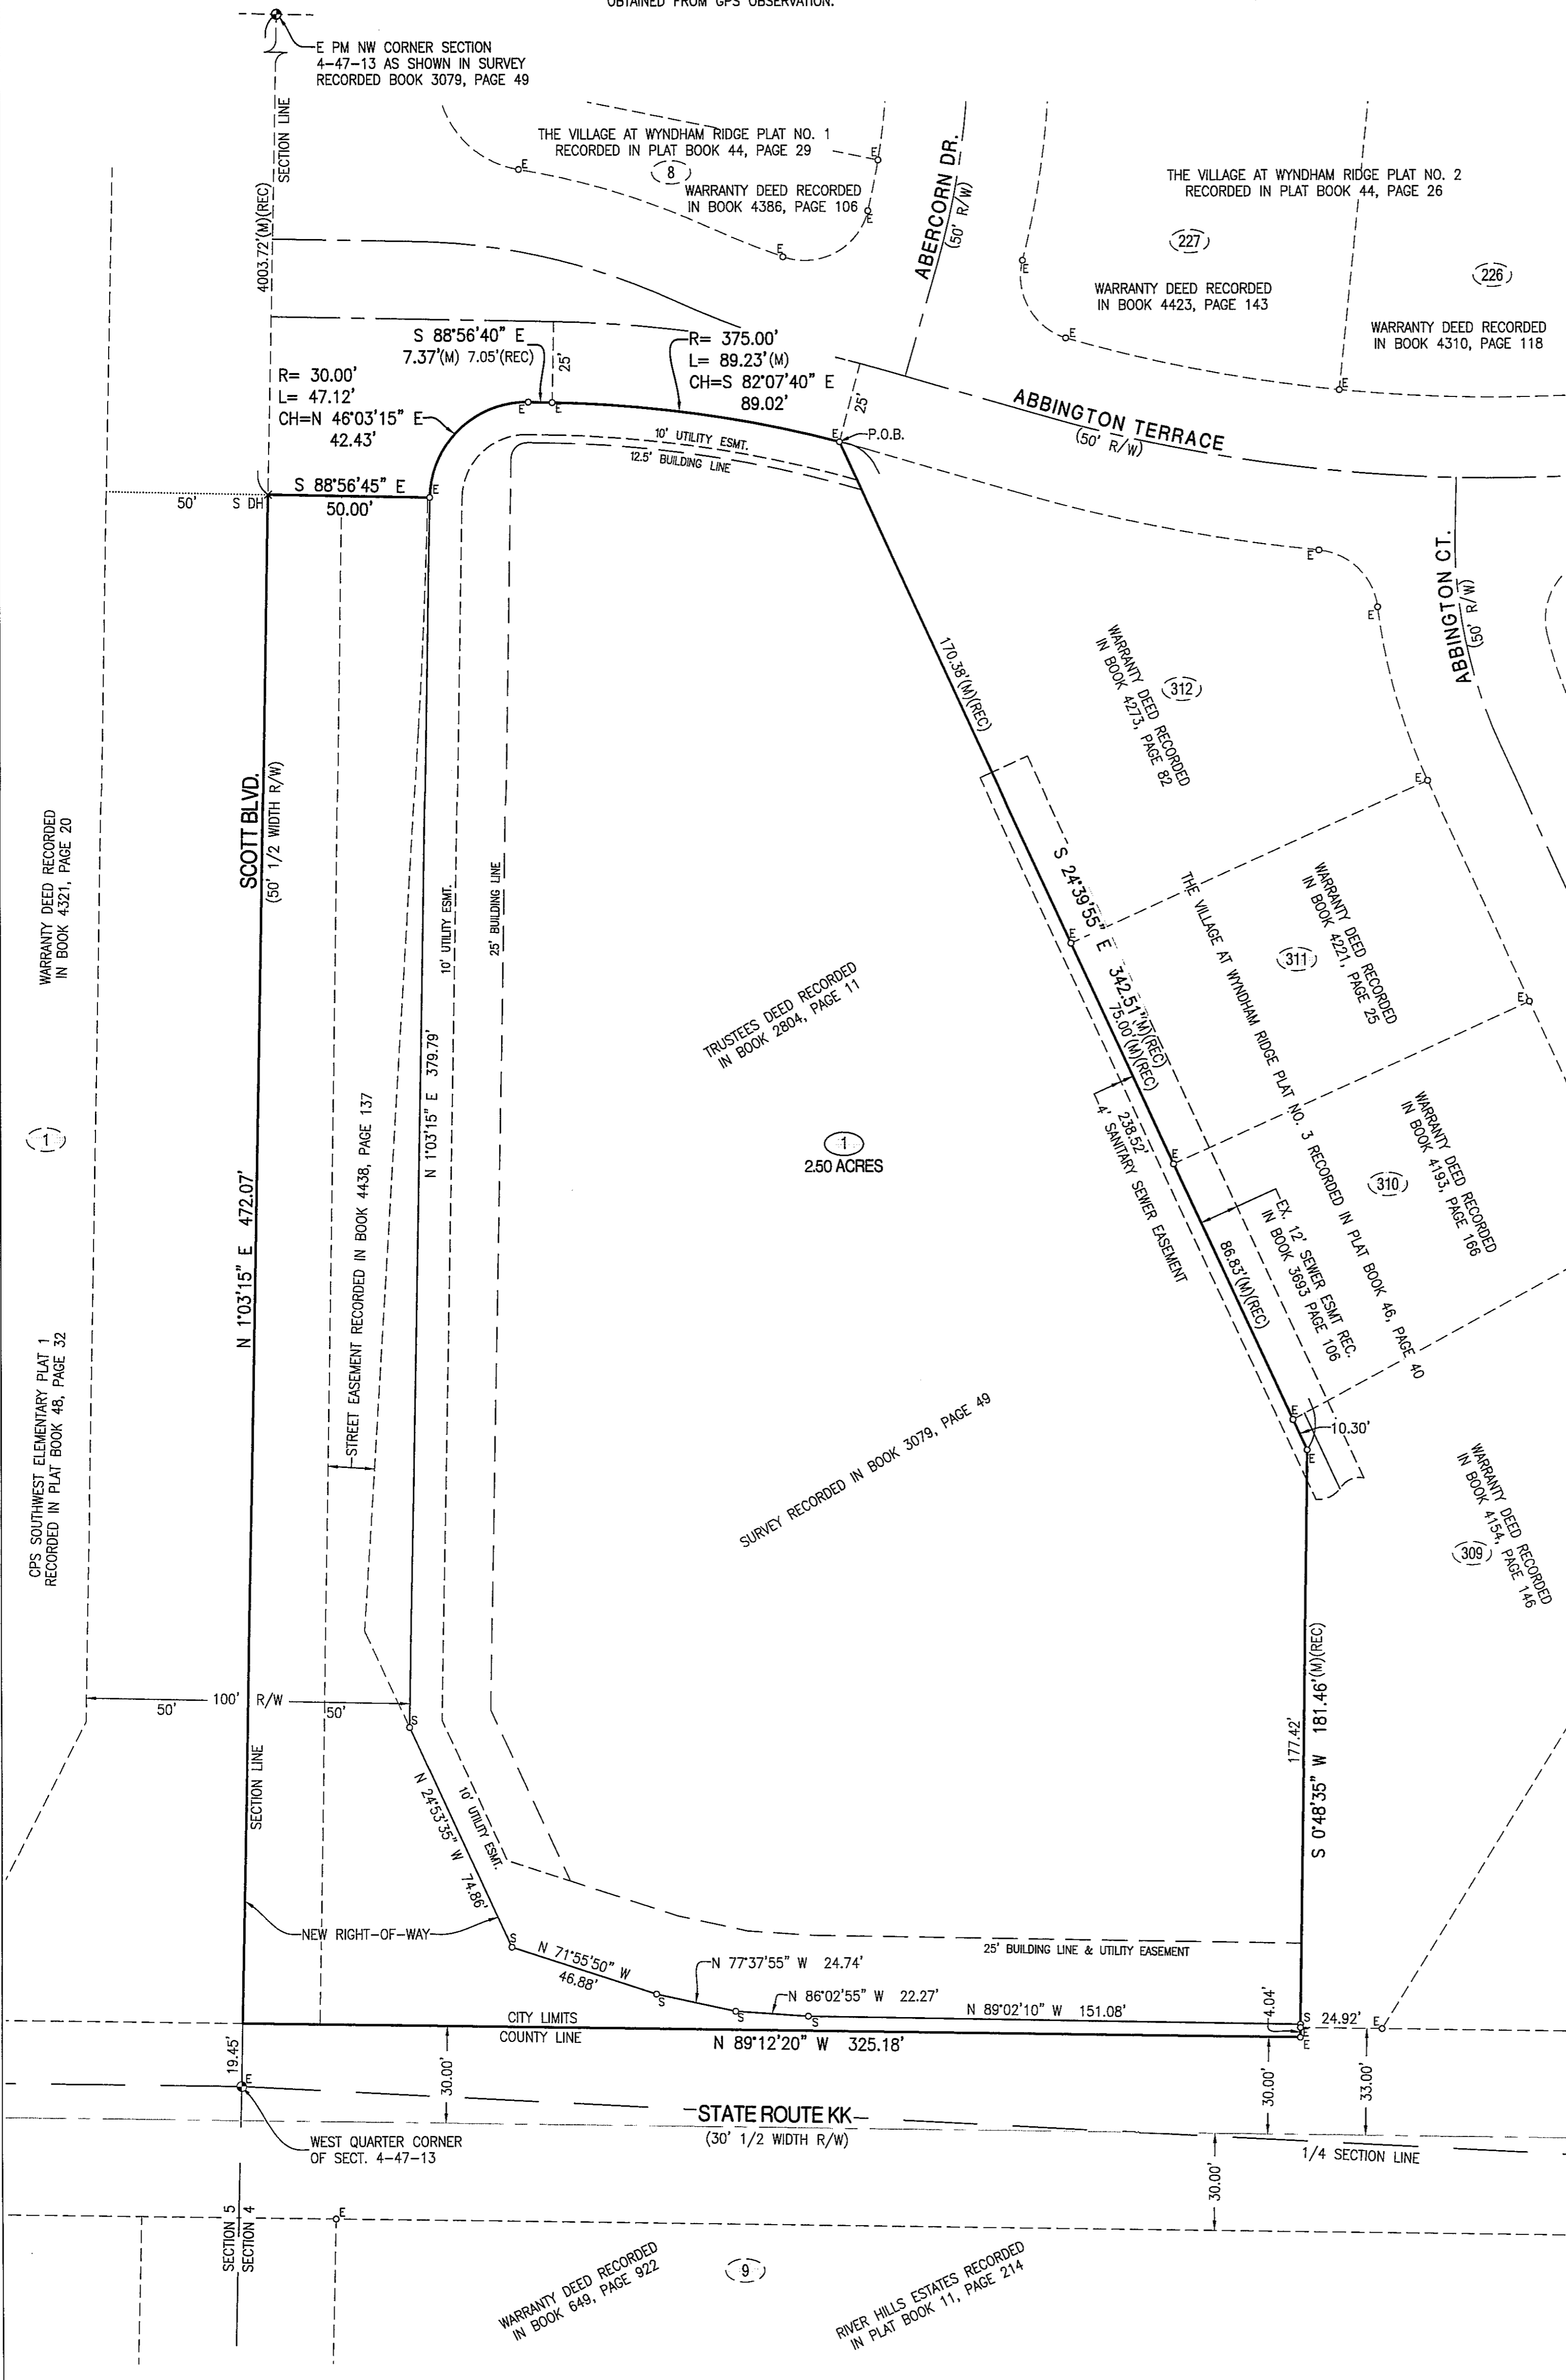 OBTAINED FROM GPS OBSERVATION.
E PM NW CORNER SECTION
4-47-13 AS SHOWN IN SURVEY
RECORDED BOOK 3079, PAGE 49
SECTION LINE
4003.72'(M)(REC)
THE VILLAGE AT WYNDHAM RIDGE PLAT NO. 1
RECORDED IN PLAT BOOK 44, PAGE 29
8
WARRANTY DEED RECORDED
IN BOOK 4386, PAGE 106
E
E
E
E
ABERCORN DR.
(50' R/W)
THE VILLAGE AT WYNDHAM RIDGE PLAT NO. 2
RECORDED IN PLAT BOOK 44, PAGE 26
227
WARRANTY DEED RECORDED
IN BOOK 4423, PAGE 143
226
WARRANTY DEED RECORDED
IN BOOK 4310, PAGE 118
E
E
E
S 88°56'40" E
7.37'(M) 7.05'(REC)
25'
R= 375.00'
L= 89.23'(M)
CH=S 82°07'40" E
89.02'
R= 30.00'
L= 47.12'
CH=N 46°03'15" E
42.43'
E
E
E
P.O.B.
25'
ABBINGTON TERRACE
(50' R/W)
10' UTILITY ESMT.
12.5' BUILDING LINE
50'
S DH
S 88°56'45" E
50.00'
E
E
E
ABBINGTON CT.
(50' R/W)
170.38'(M)(REC)
WARRANTY DEED RECORDED
IN BOOK 4273, PAGE 82
312
E
SCOTT BLVD.
(50' 1/2 WIDTH R/W)
WARRANTY DEED RECORDED
IN BOOK 4321, PAGE 20
10' UTILITY ESMT.
25' BUILDING LINE
S 24°39'55" E 342.51"(M)(REC)
75.00'(M)(REC)
E
THE VILLAGE AT WYNDHAM RIDGE PLAT NO. 3 RECORDED IN PLAT BOOK 46, PAGE 40
WARRANTY DEED RECORDED
IN BOOK 4221, PAGE 25
311
E
TRUSTEES DEED RECORDED
IN BOOK 2804, PAGE 11
N 1°03'15" E 379.79'
STREET EASEMENT RECORDED IN BOOK 4438, PAGE 137
1
2.50 ACRES
238.52'
4' SANITARY SEWER EASEMENT
E
WARRANTY DEED RECORDED
IN BOOK 4193, PAGE 166
310
1
N 1°03'15" E 472.07'
EX. 12' SEWER ESMT REC.
IN BOOK 3693 PAGE 106
86.83'(M)(REC)
CPS SOUTHWEST ELEMENTARY PLAT 1
RECORDED IN PLAT BOOK 48, PAGE 32
SURVEY RECORDED IN BOOK 3079, PAGE 49
E
10.30'
E
WARRANTY DEED RECORDED
IN BOOK 4154, PAGE 146
309
100' R/W
50'
50'
S
SECTION LINE
177.42'
S 0°48'35" W 181.46'(M)(REC)
N 24°53'35" W 74.86'
10' UTILITY ESMT.
NEW RIGHT-OF-WAY
S
N 71°55'50" W
46.88'
N 77°37'55" W 24.74'
25' BUILDING LINE & UTILITY EASEMENT
S
N 86°02'55" W 22.27'
S
S
N 89°02'10" W 151.08'
4.04'
S
24.92'
E
E
E
CITY LIMITS
COUNTY LINE
N 89°12'20" W 325.18'
19.45'
E
30.00'
30.00'
33.00'
STATE ROUTE KK
(30' 1/2 WIDTH R/W)
WEST QUARTER CORNER
OF SECT. 4-47-13
1/4 SECTION LINE
30.00'
SECTION 5
SECTION 4
E
WARRANTY DEED RECORDED
IN BOOK 649, PAGE 922
9
RIVER HILLS ESTATES RECORDED
IN PLAT BOOK 11, PAGE 214